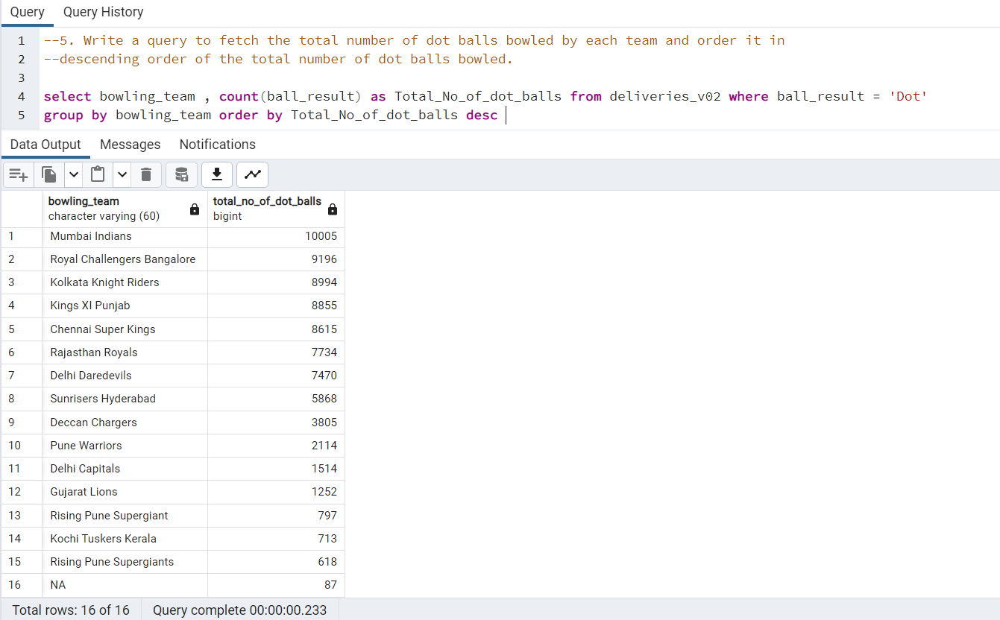 Query Query History
1 --5. Write a query to fetch the total number of dot balls bowled by each team and order it in
2 --descending order of the total number of dot balls bowled.
3
4 select bowling_team , count(ball_result) as Total_No_of_dot_balls from deliveries_v02 where ball_result = 'Dot'
5 group by bowling_team order by Total_No_of_dot_balls desc
Data Output Messages Notifications
bowling_team total_no_of_dot_balls
character varying (60) bigint
1 Mumbai Indians 10005
2 Royal Challengers Bangalore 9196
3 Kolkata Knight Riders 8994
4 Kings XI Punjab 8855
5 Chennai Super Kings 8615
6 Rajasthan Royals 7734
7 Delhi Daredevils 7470
8 Sunrisers Hyderabad 5868
9 Deccan Chargers 3805
10 Pune Warriors 2114
11 Delhi Capitals 1514
12 Gujarat Lions 1252
13 Rising Pune Supergiant 797
14 Kochi Tuskers Kerala 713
15 Rising Pune Supergiants 618
16 NA 87
Total rows: 16 of 16 Query complete 00:00:00.233